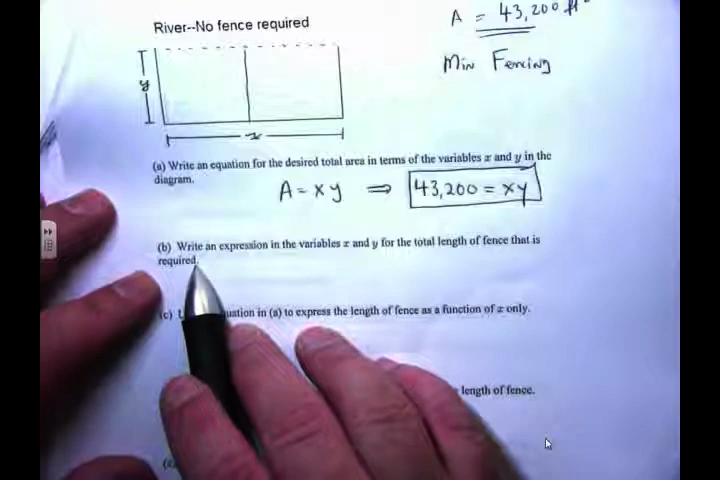 A = 43,200 ft
River--No fence required
Min Fencing
y
x
(a) Write an equation for the desired total area in terms of the variables x and y in the
diagram.
A = xy ⇒ 43,200 = xy
(b) Write an expression in the variables x and y for the total length of fence that is
required.
(c) equation in (a) to express the length of fence as a function of x only.
length of fence.